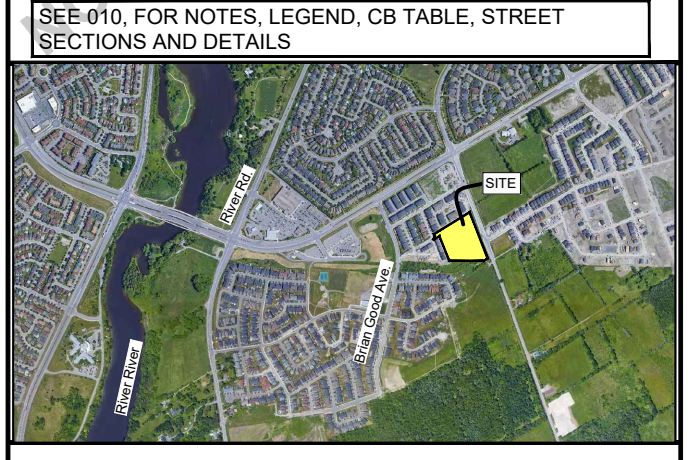 SEE 010, FOR NOTES, LEGEND, CB TABLE, STREET
SECTIONS AND DETAILS
River Rd.
SITE
Brian Good Ave.
River River